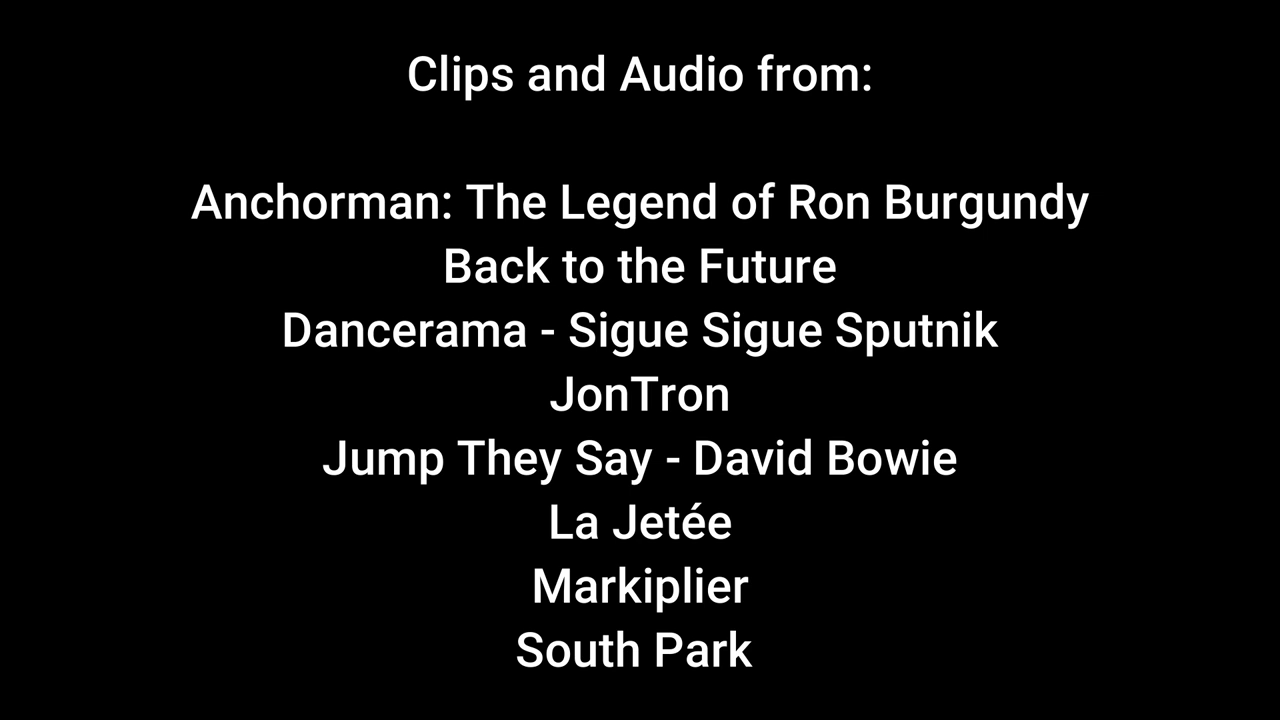 Clips and Audio from:
Anchorman: The Legend of Ron Burgundy
Back to the Future
Dancerama - Sigue Sigue Sputnik
JonTron
Jump They Say - David Bowie
La Jetée
Markiplier
South Park